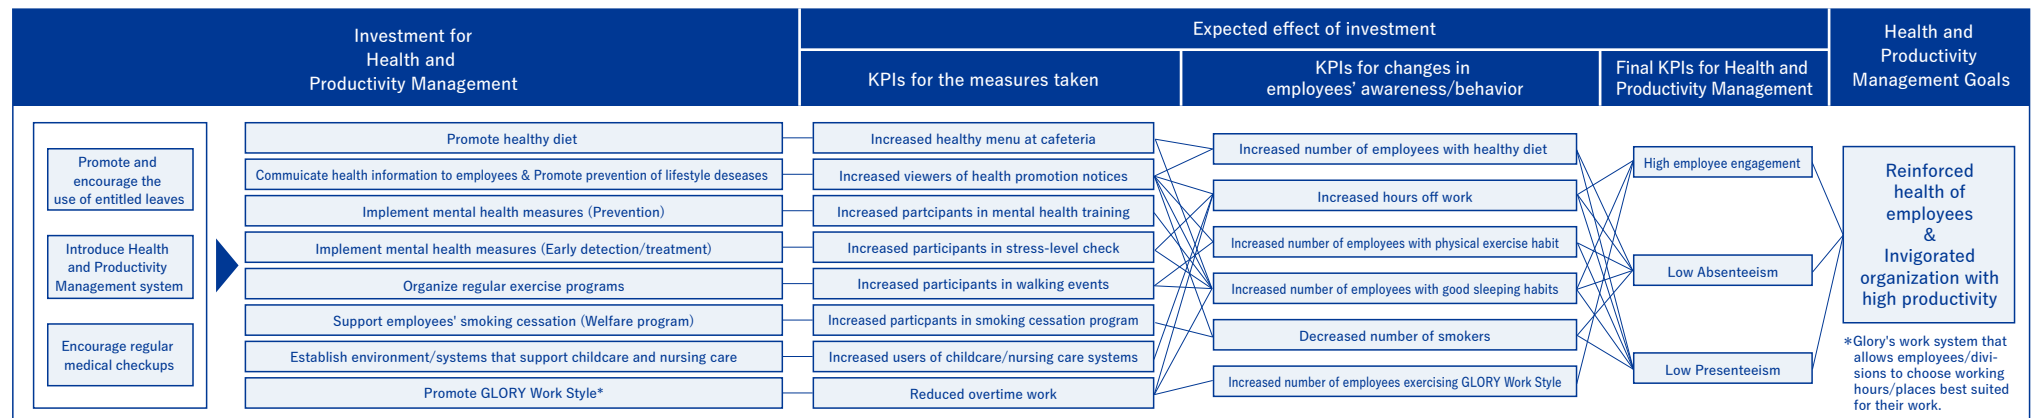 Investment for
Health and
Productivity Management
Expected effect of investment
KPIs for the measures taken
KPIs for changes in
employees' awareness/behavior
Final KPIs for Health and
Productivity Management
Health and
Productivity
Management Goals
Promote and
encourage the
use of entitled leaves
Introduce Health
and Productivity
Management system
Encourage regular
medical checkups
Promote healthy diet
Commuicate health information to employees & Promote prevention of lifestyle deseases
Implement mental health measures (Prevention)
Implement mental health measures (Early detection/treatment)
Organize regular exercise programs
Support employees' smoking cessation (Welfare program)
Establish environment/systems that support childcare and nursing care
Promote GLORY Work Style*
Increased healthy menu at cafeteria
Increased viewers of health promotion notices
Increased partcipants in mental health training
Increased participants in stress-level check
Increased participants in walking events
Increased particpants in smoking cessation program
Increased users of childcare/nursing care systems
Reduced overtime work
Increased number of employees with healthy diet
Increased hours off work
Increased number of employees with physical exercise habit
Increased number of employees with good sleeping habits
Decreased number of smokers
Increased number of employees exercising GLORY Work Style
High employee engagement
Low Absenteeism
Low Presenteeism
Reinforced
health of
employees
&
Invigorated
organization with
high productivity
*Glory's work system that
allows employees/divi-
sions to choose working
hours/places best suited
for their work.